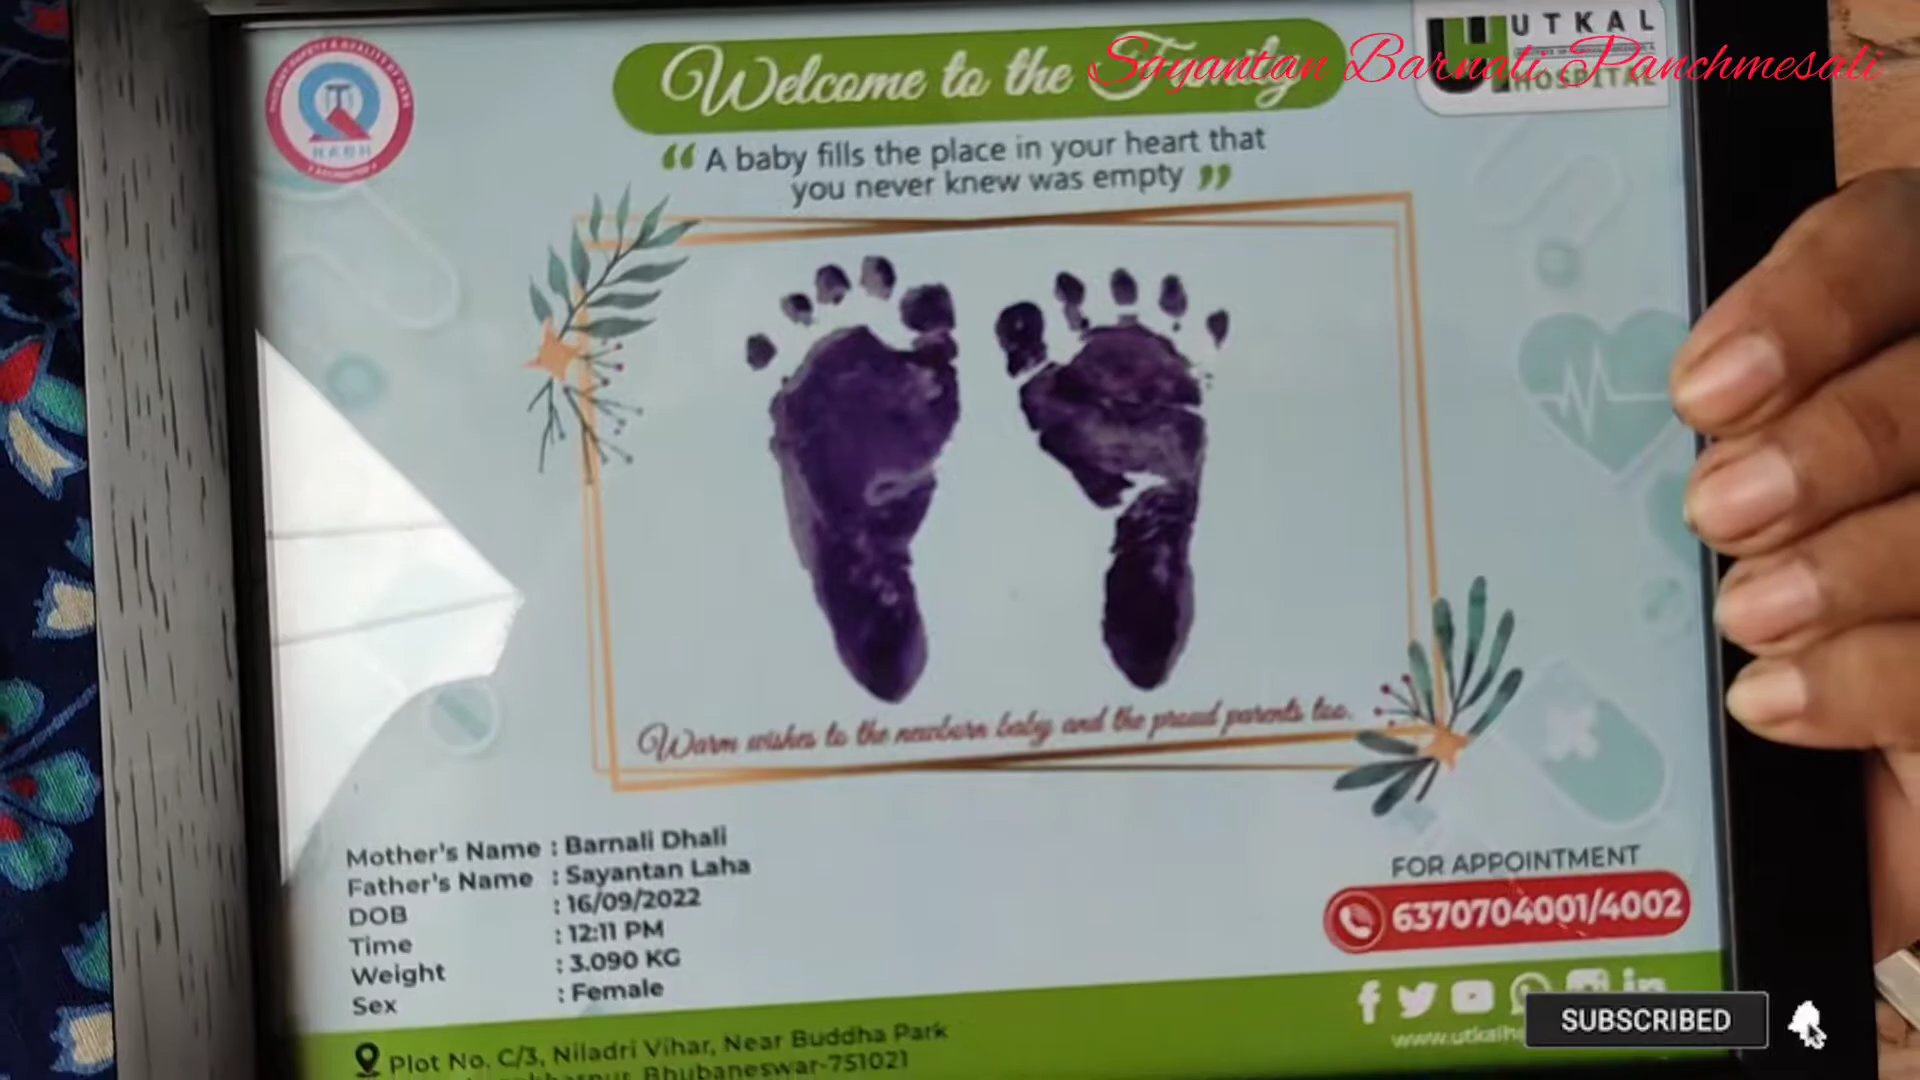 Welcome to the Family
Sayantan Barnali Panchmesali
UTKAL
HOSPITAL
“ A baby fills the place in your heart that
you never knew was empty ”
Warm wishes to the newborn baby and the proud parents too.
Mother's Name : Barnali Dhali
Father's Name : Sayantan Laha
DOB : 16/09/2022
Time : 12:11 PM
Weight : 3.090 KG
Sex : Female
FOR APPOINTMENT
6370704001/4002
Plot No. C/3, Niladri Vihar, Near Buddha Park
Bhubaneswar-751021
SUBSCRIBED